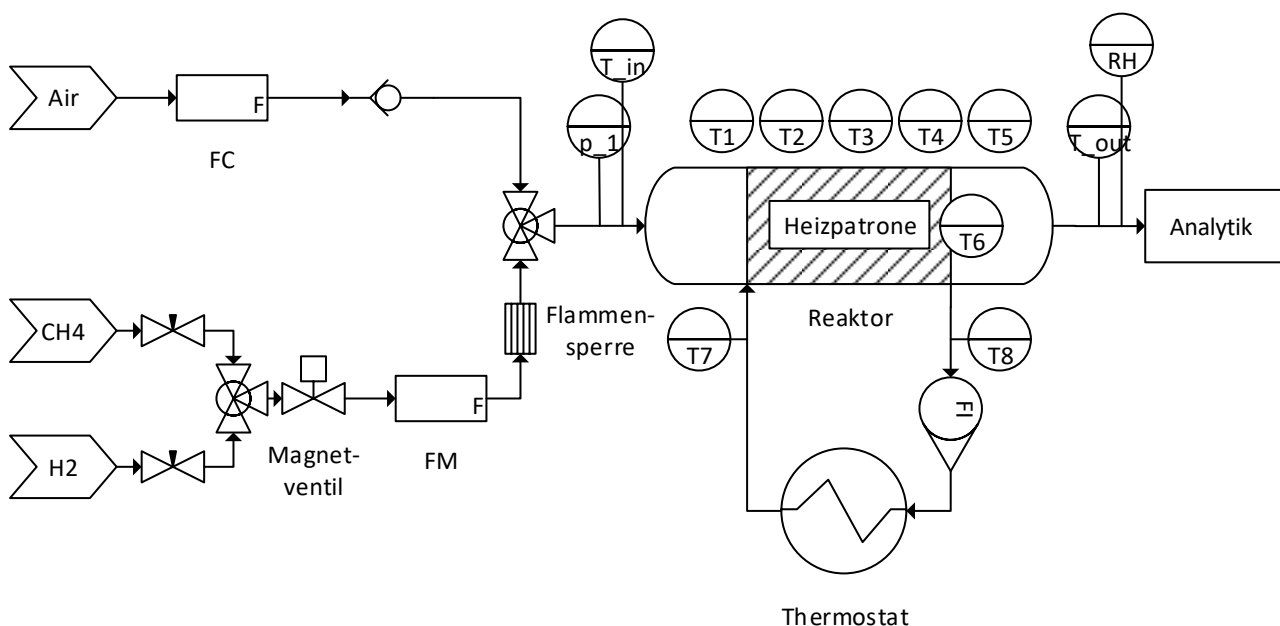 T_in
RH
Air
F
FC
p_1
T1
T2
T3
T4
T5
T_out
Heizpatrone
T6
Analytik
CH4
Flammen-
sperre
Reaktor
T7
T8
H2
Magnet-
ventil
F
FM
FI
Thermostat